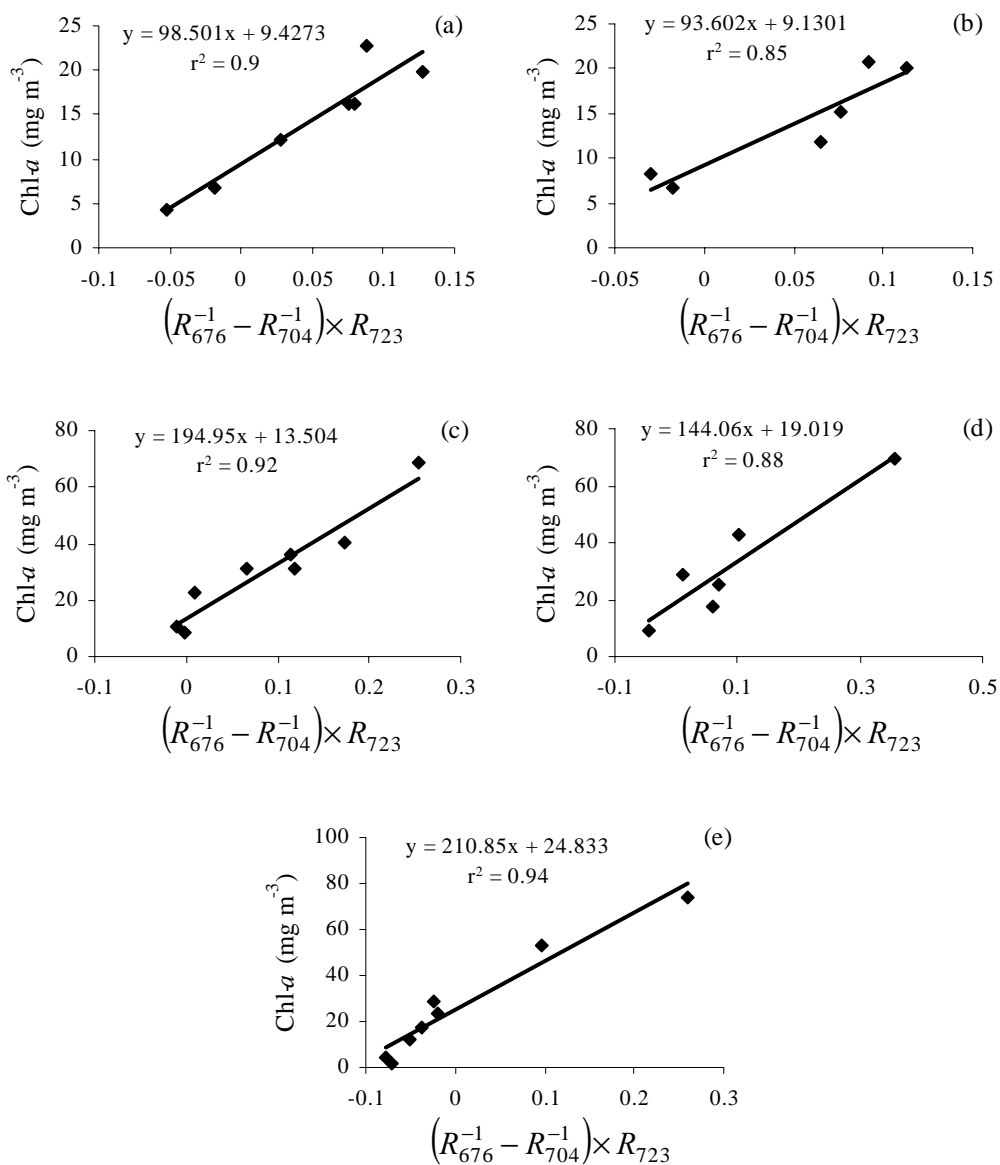 (a)
y = 98.501x + 9.4273
r² = 0.9
Chl-a (mg m⁻³)
25
20
15
10
5
0
-0.1 -0.05 0 0.05 0.1 0.15
(R₆₇₆⁻¹ − R₇₀₄⁻¹) × R₇₂₃
(b)
y = 93.602x + 9.1301
r² = 0.85
Chl-a (mg m⁻³)
25
20
15
10
5
0
-0.05 0 0.05 0.1 0.15
(R₆₇₆⁻¹ − R₇₀₄⁻¹) × R₇₂₃
(c)
y = 194.95x + 13.504
r² = 0.92
Chl-a (mg m⁻³)
80
60
40
20
0
-0.1 0 0.1 0.2 0.3
(R₆₇₆⁻¹ − R₇₀₄⁻¹) × R₇₂₃
(d)
y = 144.06x + 19.019
r² = 0.88
Chl-a (mg m⁻³)
80
60
40
20
0
-0.1 0.1 0.3 0.5
(R₆₇₆⁻¹ − R₇₀₄⁻¹) × R₇₂₃
(e)
y = 210.85x + 24.833
r² = 0.94
Chl-a (mg m⁻³)
100
80
60
40
20
0
-0.1 0 0.1 0.2 0.3
(R₆₇₆⁻¹ − R₇₀₄⁻¹) × R₇₂₃